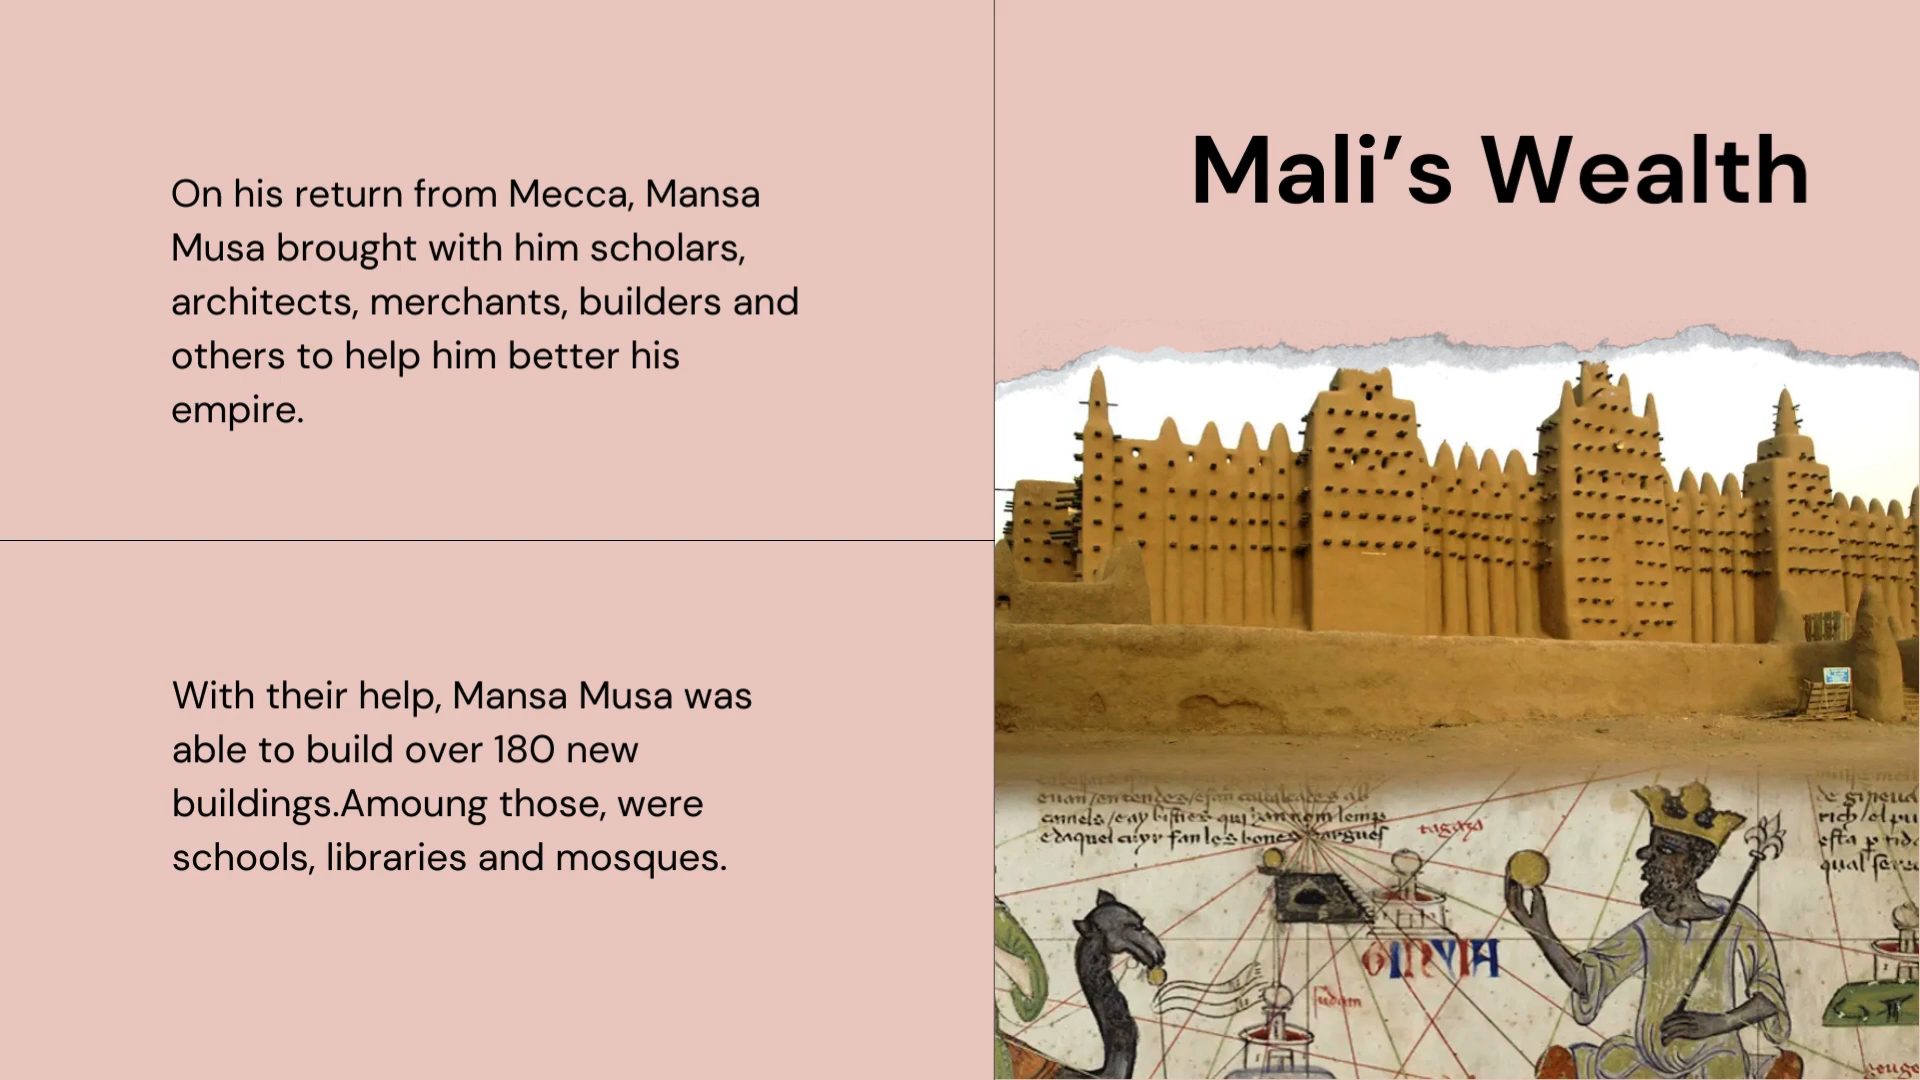 Mali’s Wealth
On his return from Mecca, Mansa
Musa brought with him scholars,
architects, merchants, builders and
others to help him better his
empire.
With their help, Mansa Musa was
able to build over 180 new
buildings.Amoung those, were
schools, libraries and mosques.
tagaza
GINYIA